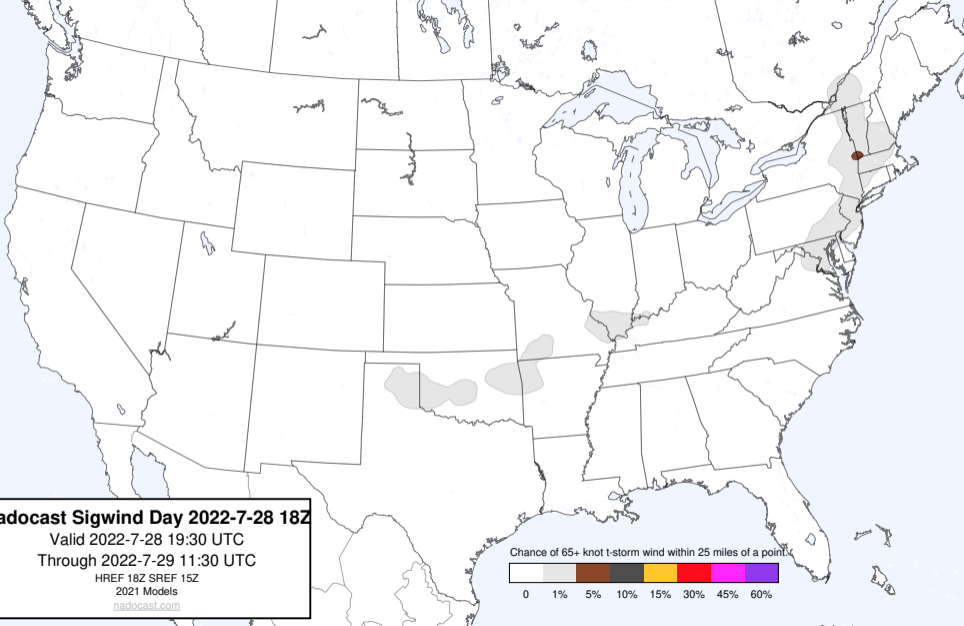 adocast Sigwind Day 2022-7-28 18Z
Valid 2022-7-28 19:30 UTC
Through 2022-7-29 11:30 UTC
HREF 18Z SREF 15Z
2021 Models
nadocast.com
Chance of 65+ knot t-storm wind within 25 miles of a point.
0 1% 5% 10% 15% 30% 45% 60%